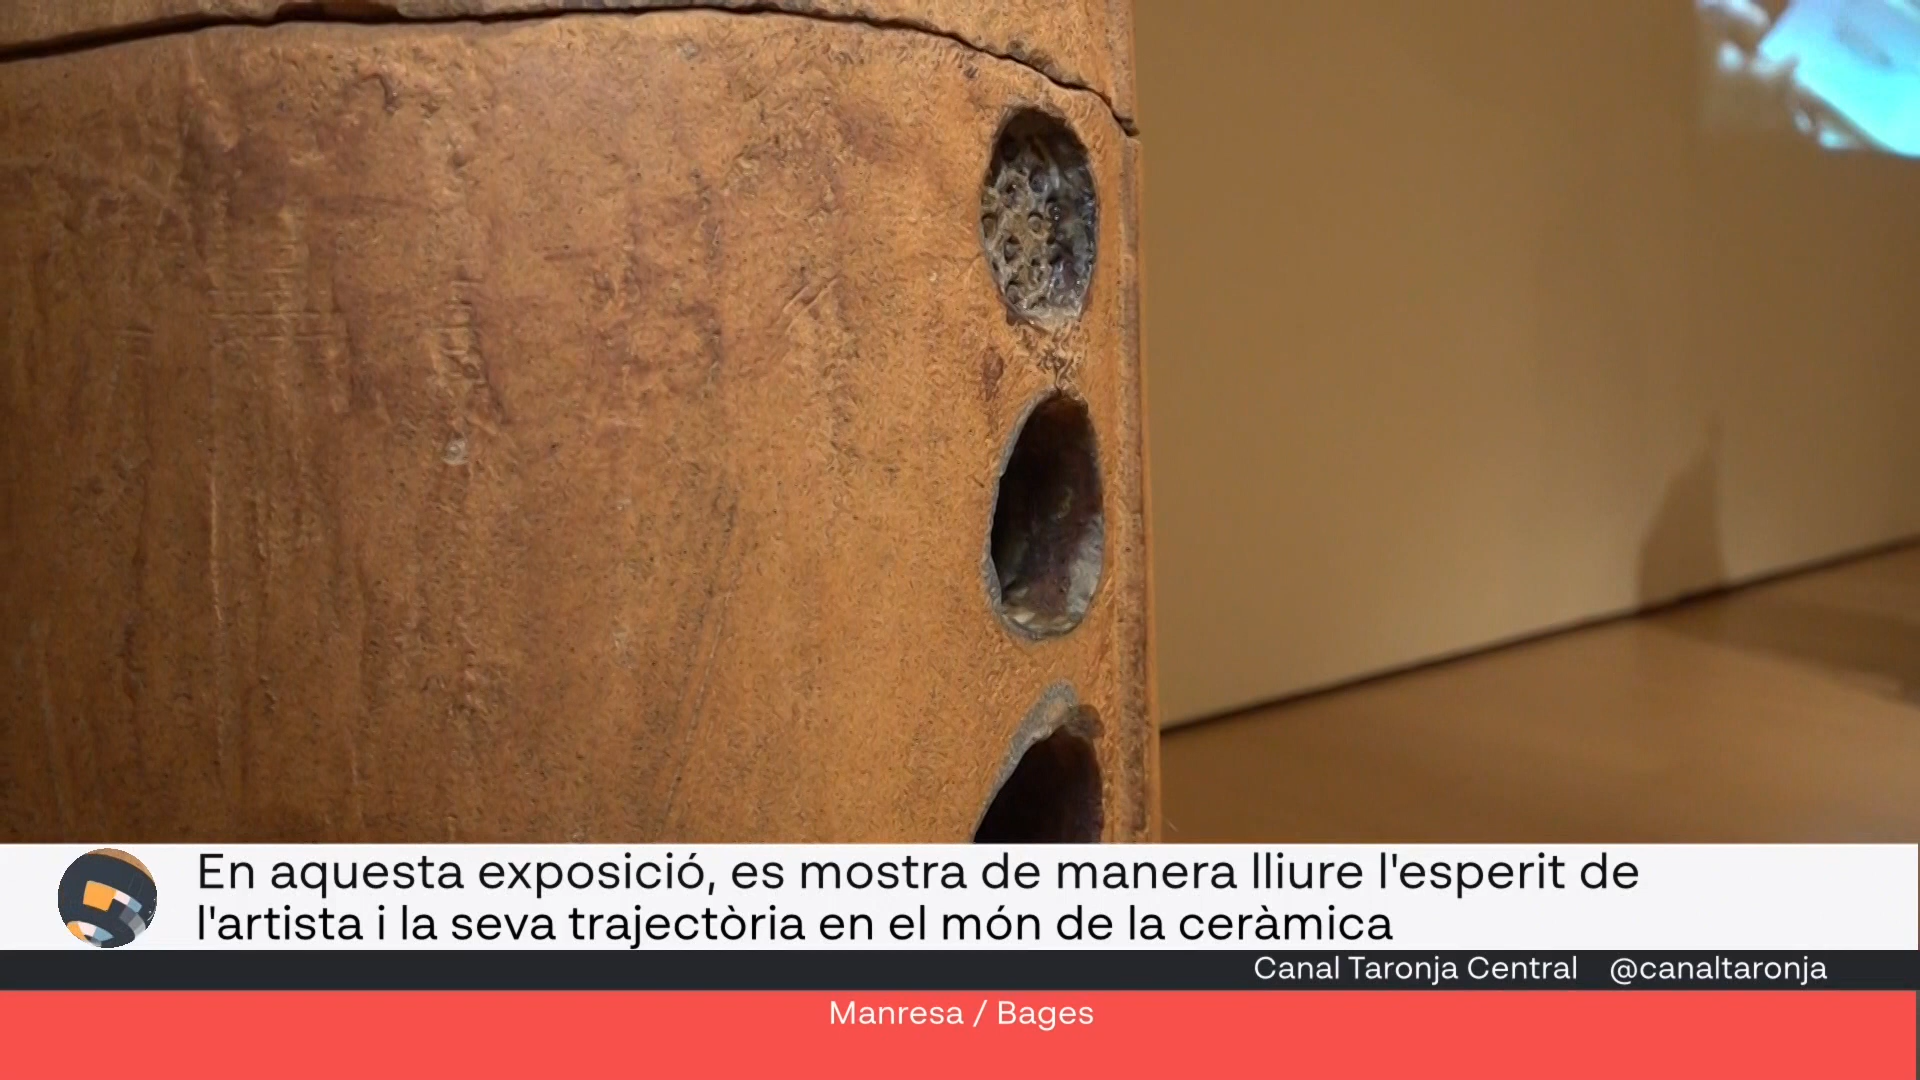 En aquesta exposició, es mostra de manera lliure l'esperit de
l'artista i la seva trajectòria en el món de la ceràmica
Canal Taronja Central @canaltaronja
Manresa / Bages